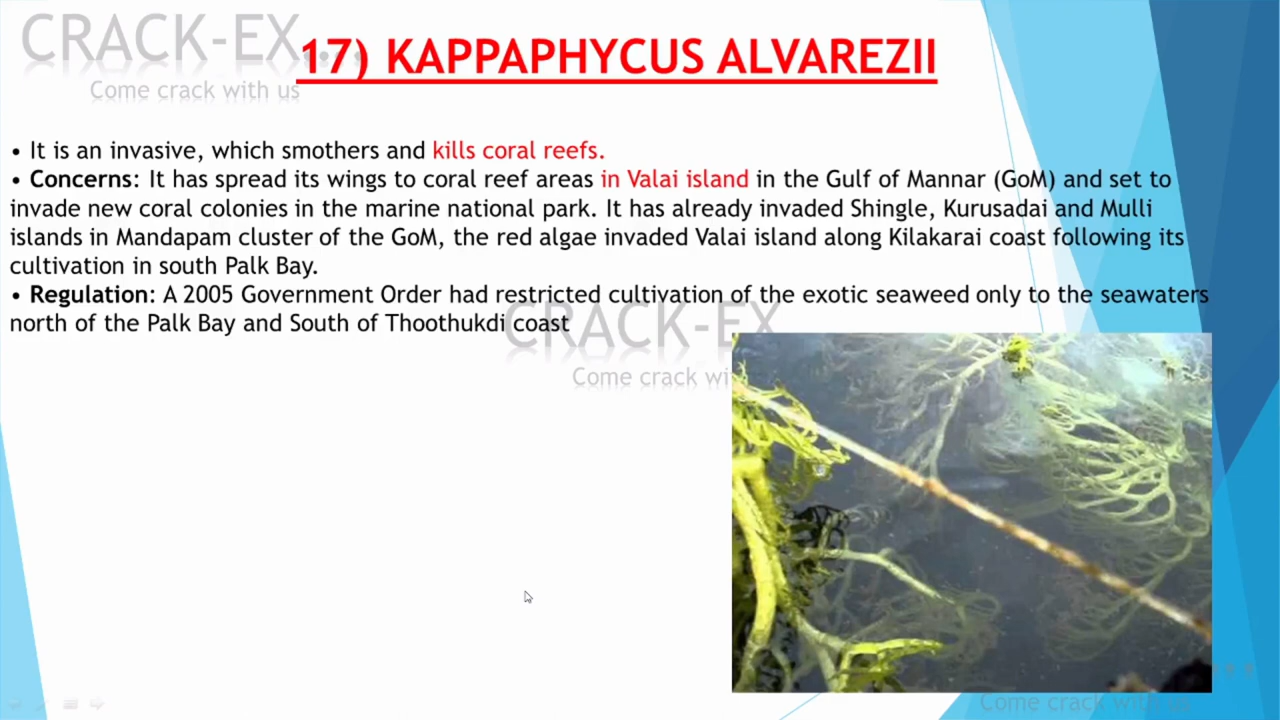 CRACK-EX...
Come crack with us
17) KAPPAPHYCUS ALVAREZII
• It is an invasive, which smothers and kills coral reefs.
• Concerns: It has spread its wings to coral reef areas in Valai island in the Gulf of Mannar (GoM) and set to
invade new coral colonies in the marine national park. It has already invaded Shingle, Kurusadai and Mulli
islands in Mandapam cluster of the GoM, the red algae invaded Valai island along Kilakarai coast following its
cultivation in south Palk Bay.
• Regulation: A 2005 Government Order had restricted cultivation of the exotic seaweed only to the seawaters
north of the Palk Bay and South of Thoothukdi coast
CRACK-EX
Come crack wi
Come crack with us